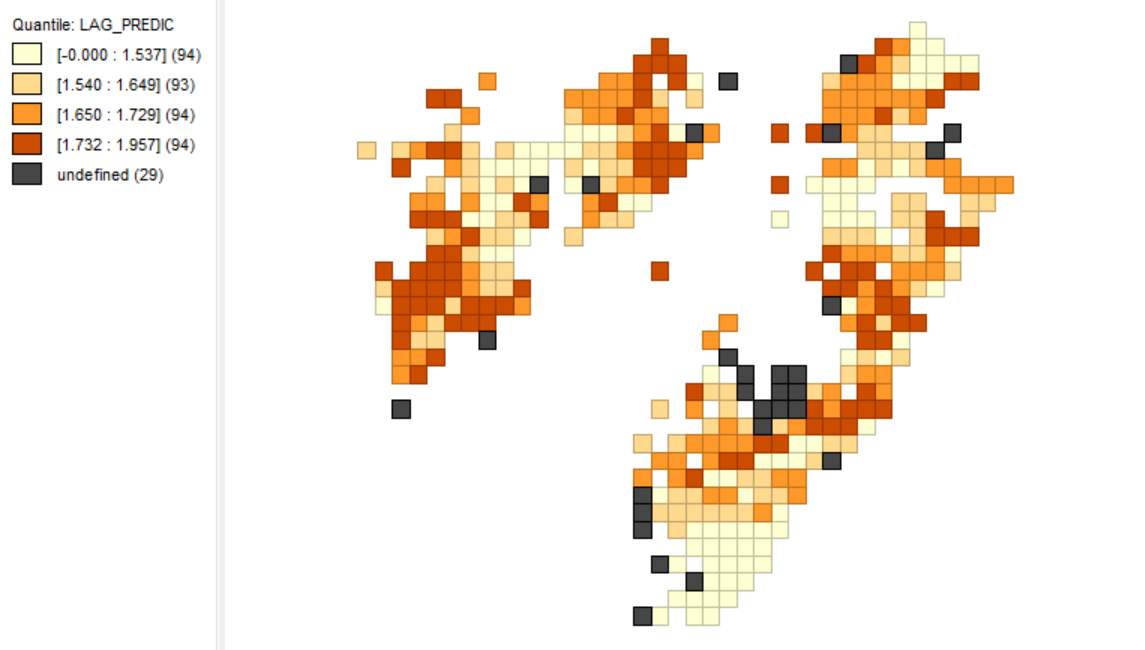 Quantile: LAG_PREDIC
[-0.000 : 1.537] (94)
[1.540 : 1.649] (93)
[1.650 : 1.729] (94)
[1.732 : 1.957] (94)
undefined (29)